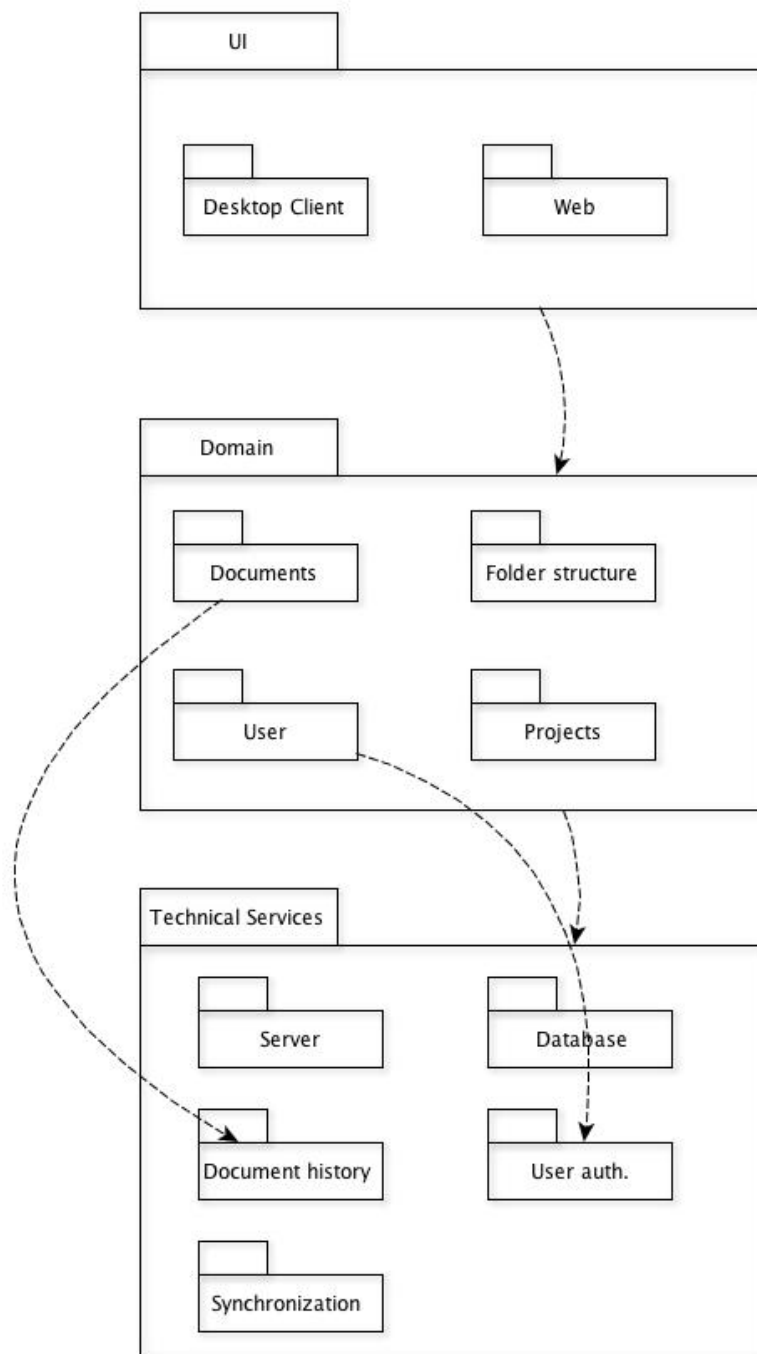 UI
Desktop Client
Web
Domain
Documents
Folder structure
User
Projects
Technical Services
Server
Database
Document history
User auth.
Synchronization